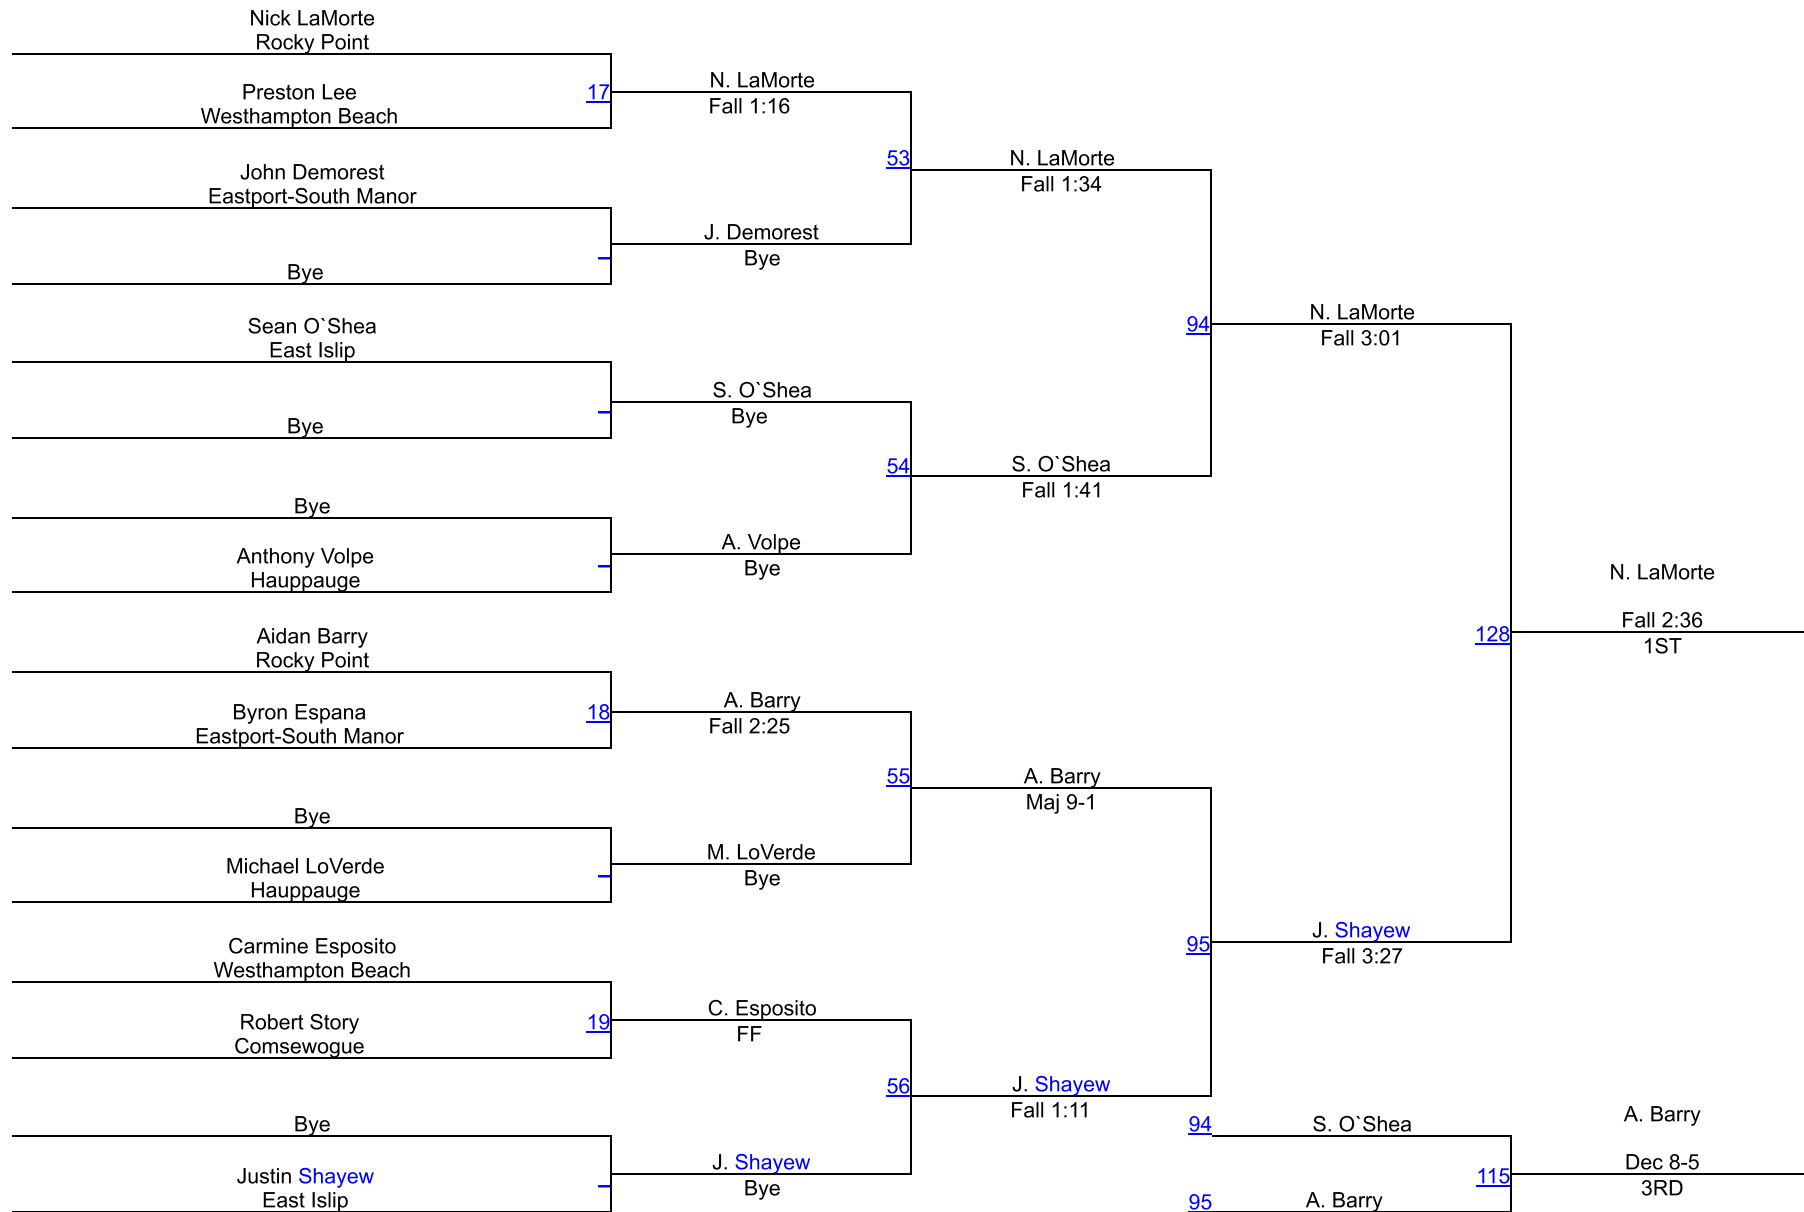 Nick LaMorte
Rocky Point
Preston Lee
Westhampton Beach
17
N. LaMorte
Fall 1:16
John Demorest
Eastport-South Manor
Bye
J. Demorest
Bye
53
N. LaMorte
Fall 1:34
Sean O`Shea
East Islip
Bye
S. O`Shea
Bye
Bye
Anthony Volpe
Hauppauge
A. Volpe
Bye
54
S. O`Shea
Fall 1:41
94
N. LaMorte
Fall 3:01
Aidan Barry
Rocky Point
Byron Espana
Eastport-South Manor
18
A. Barry
Fall 2:25
Bye
Michael LoVerde
Hauppauge
M. LoVerde
Bye
55
A. Barry
Maj 9-1
Carmine Esposito
Westhampton Beach
Robert Story
Comsewogue
19
C. Esposito
FF
Bye
Justin Shayew
East Islip
J. Shayew
Bye
56
J. Shayew
Fall 1:11
95
J. Shayew
Fall 3:27
128
N. LaMorte
Fall 2:36
1ST
94
S. O`Shea
95
A. Barry
115
A. Barry
Dec 8-5
3RD